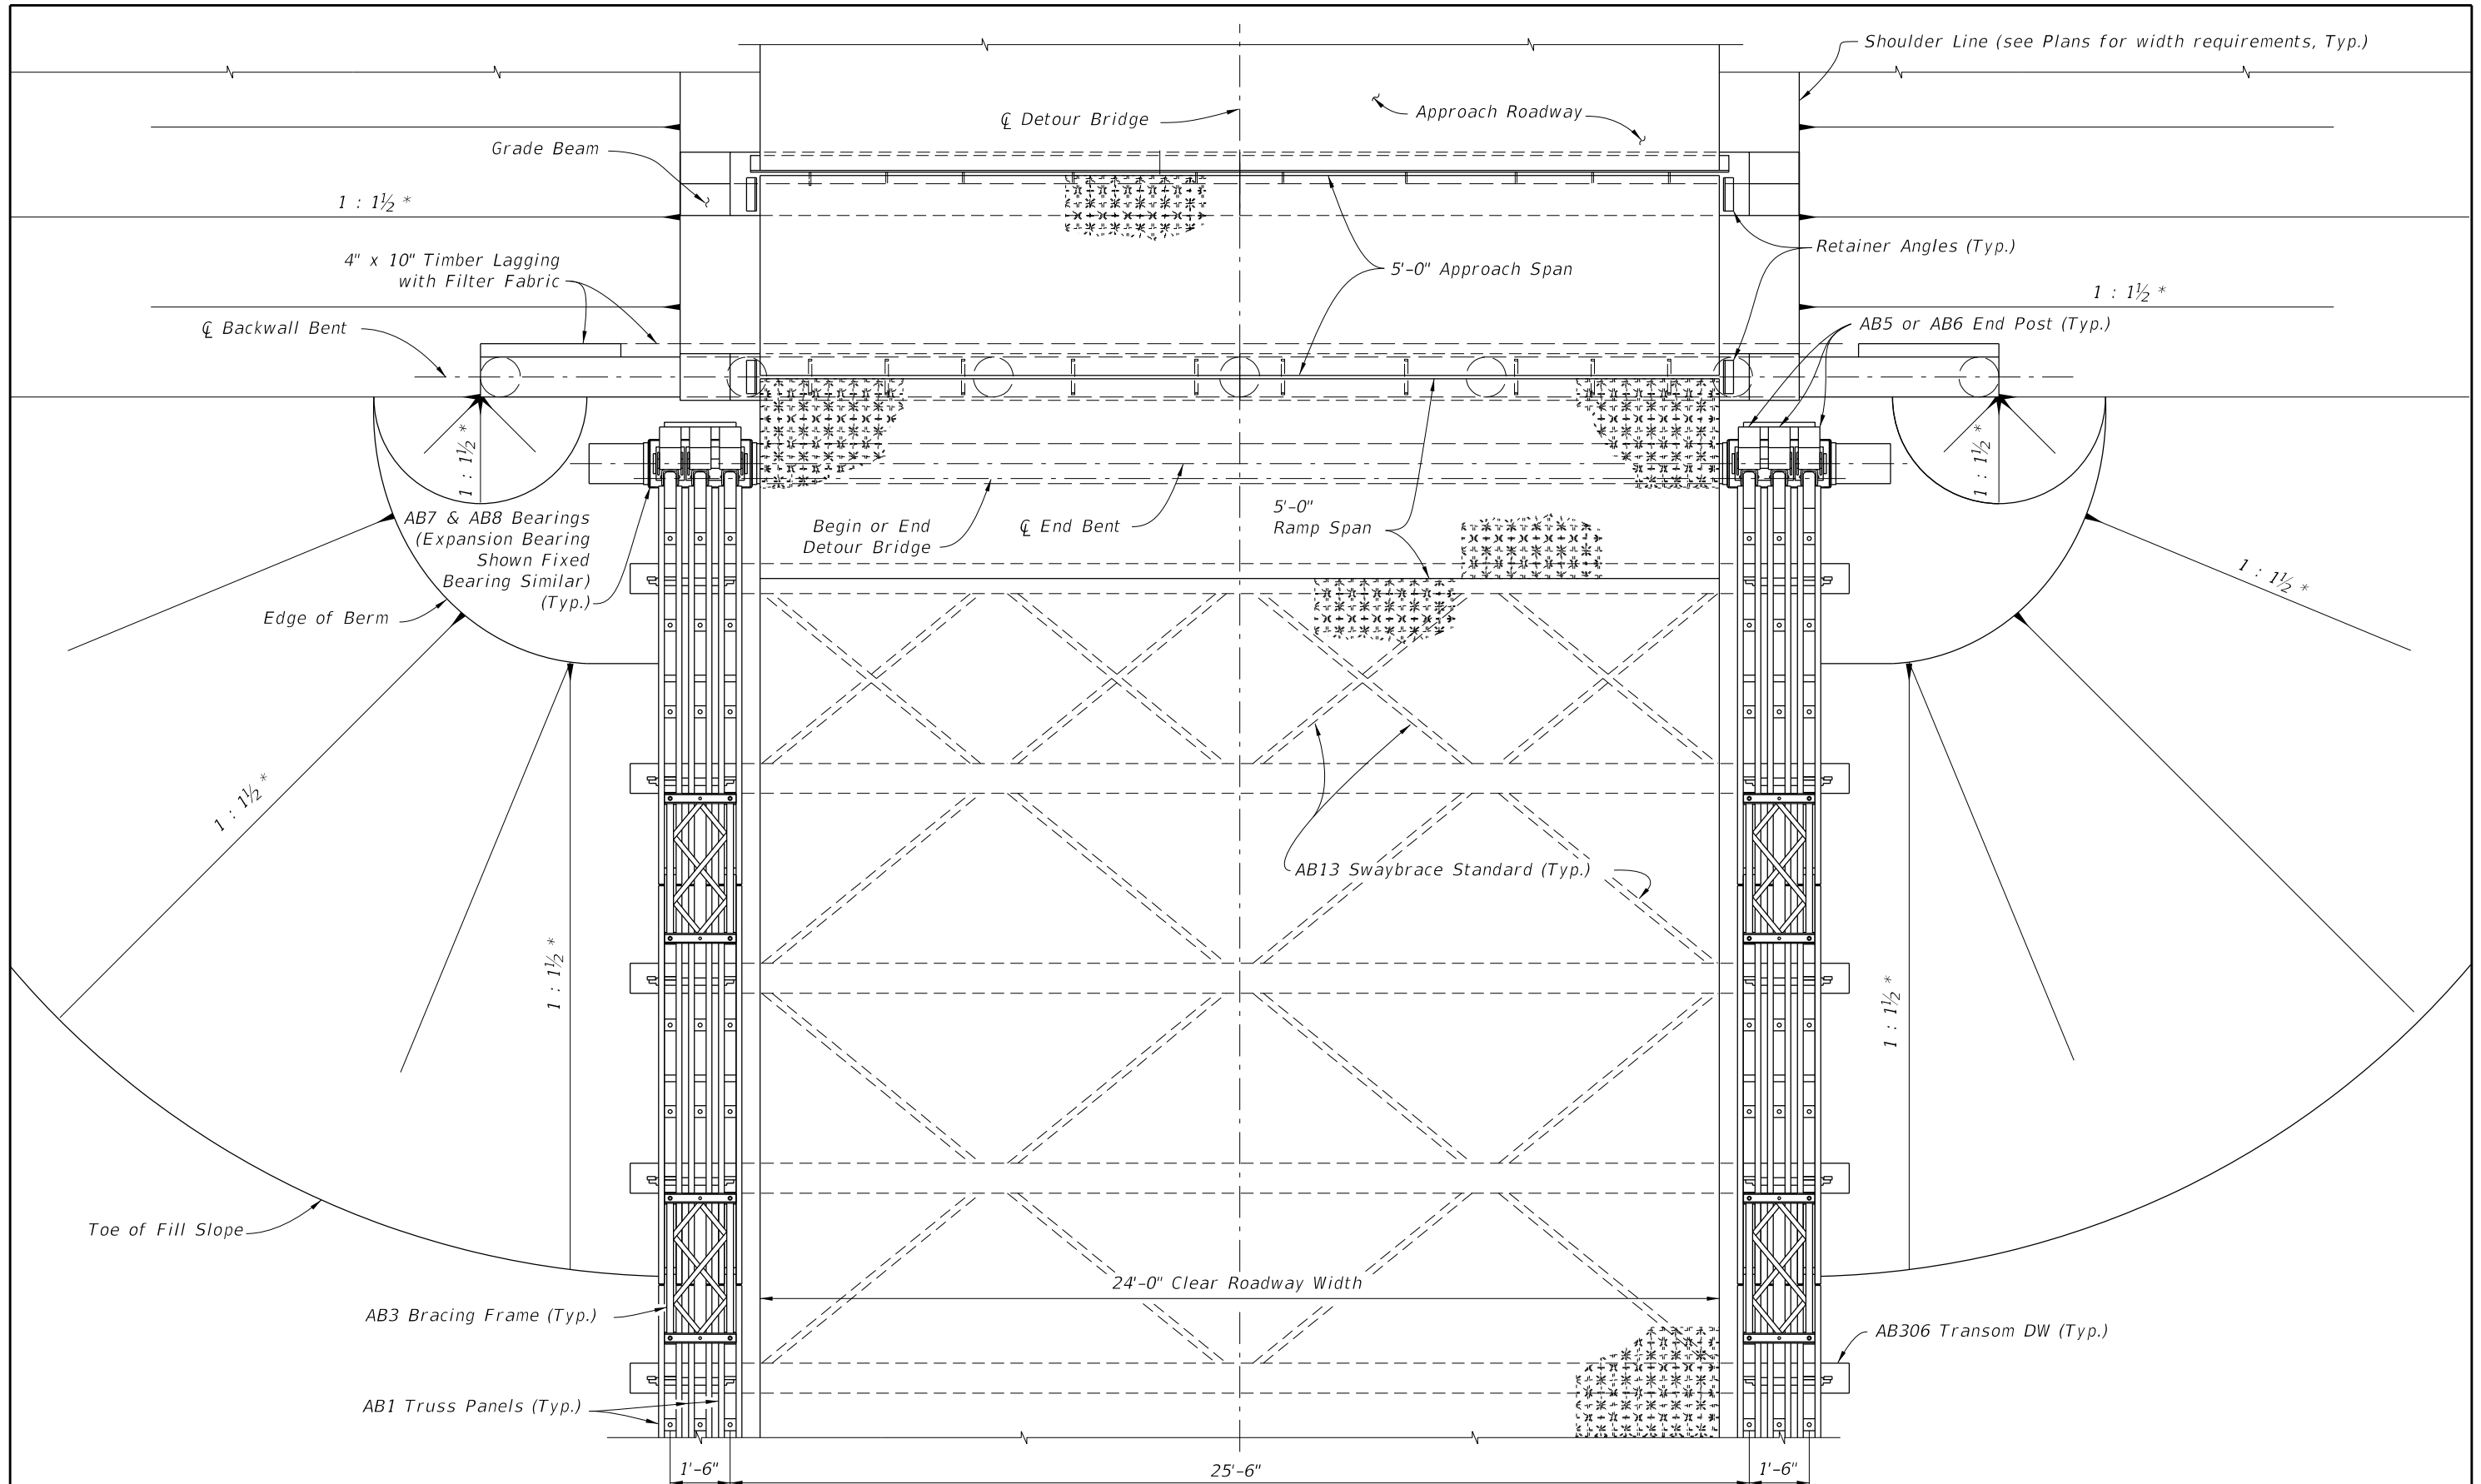 Shoulder Line (see Plans for width requirements, Typ.)
℄ Detour Bridge
Approach Roadway
Grade Beam
1 : 1½ *
Retainer Angles (Typ.)
4" x 10" Timber Lagging
with Filter Fabric
5'-0" Approach Span
1 : 1½ *
℄ Backwall Bent
AB5 or AB6 End Post (Typ.)
1 : 1½ *
1 : 1½ *
AB7 & AB8 Bearings
(Expansion Bearing
Shown Fixed
Bearing Similar)
(Typ.)
Begin or End
Detour Bridge
℄ End Bent
5'-0"
Ramp Span
1 : 1½ *
Edge of Berm
1 : 1½ *
AB13 Swaybrace Standard (Typ.)
1 : 1½ *
1 : 1½ *
Toe of Fill Slope
24'-0" Clear Roadway Width
AB3 Bracing Frame (Typ.)
AB306 Transom DW (Typ.)
AB1 Truss Panels (Typ.)
1'-6"
25'-6"
1'-6"